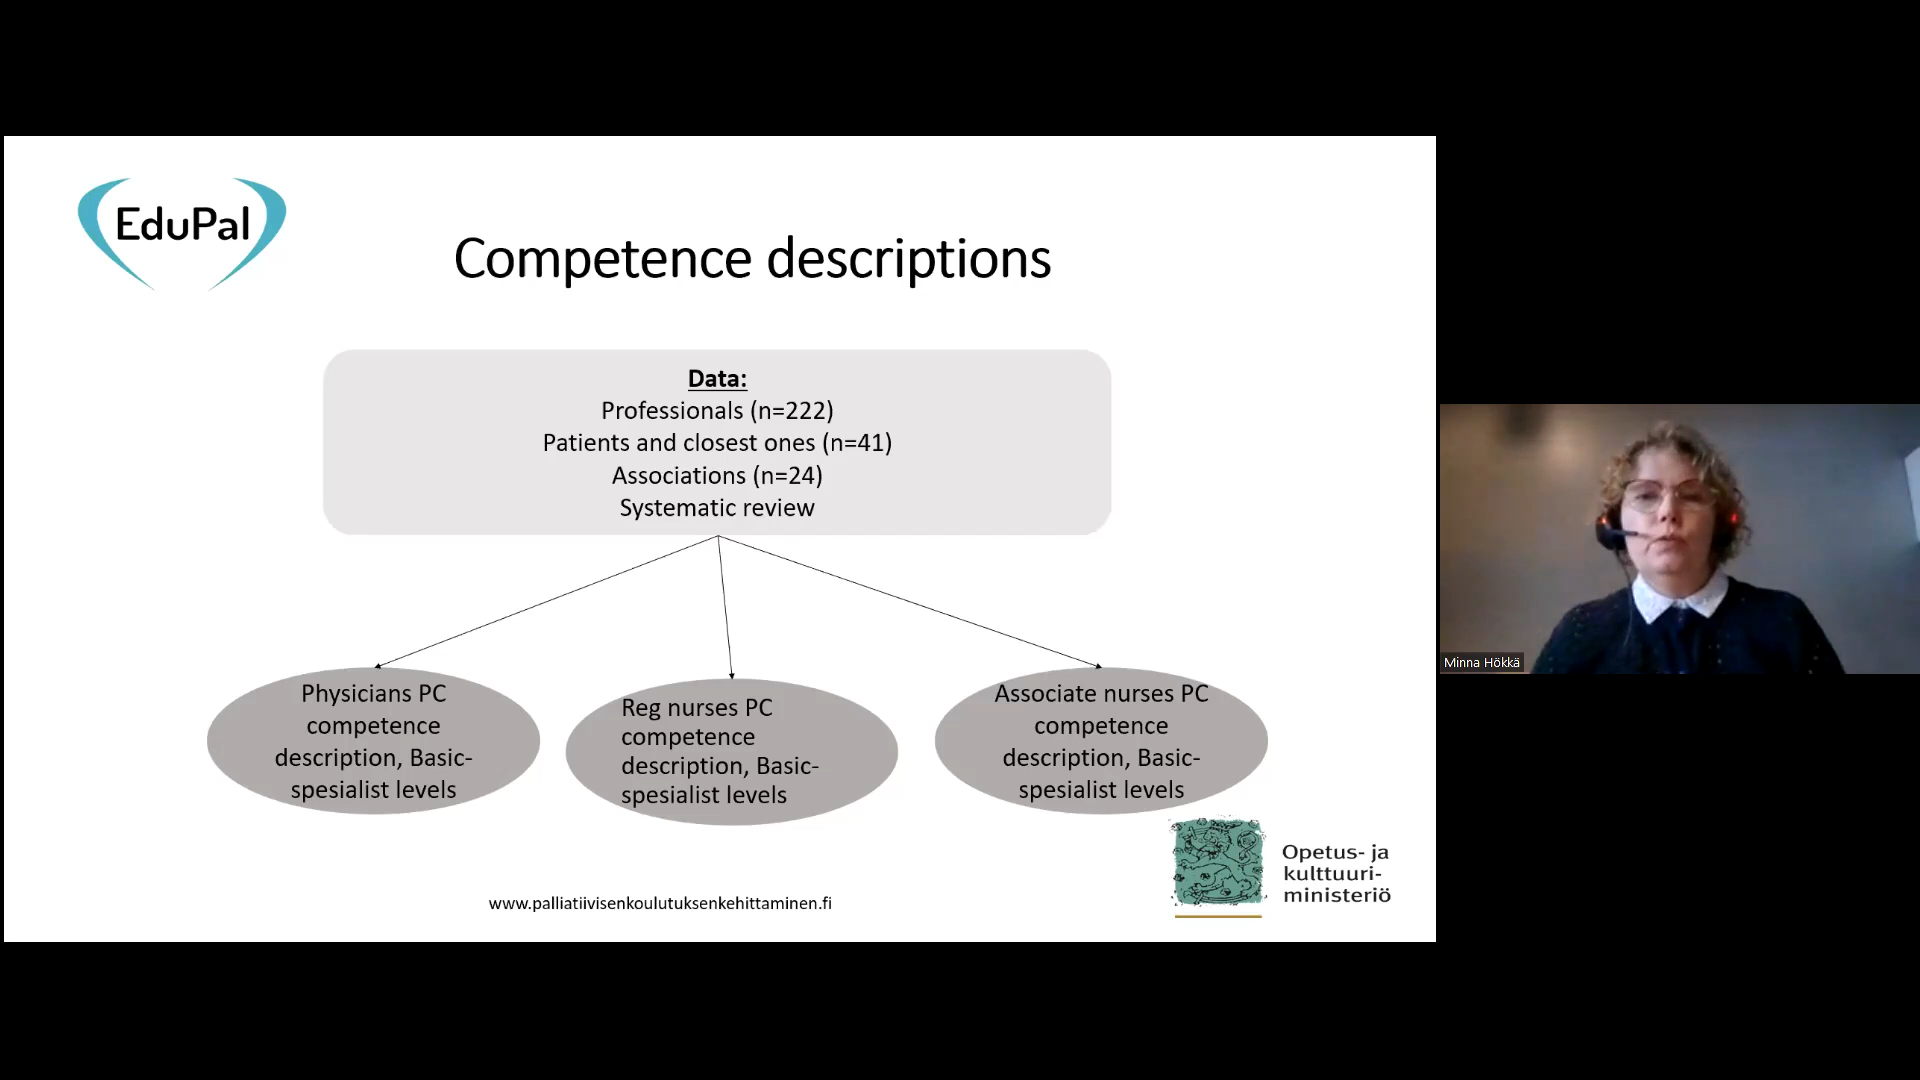 EduPal
Competence descriptions
Data:
Professionals (n=222)
Patients and closest ones (n=41)
Associations (n=24)
Systematic review
Physicians PC
competence
description, Basic-
spesialist levels
Reg nurses PC
competence
description, Basic-
spesialist levels
Associate nurses PC
competence
description, Basic-
spesialist levels
www.palliatiivisenkoulutuksenkehittaminen.fi
Opetus- ja
kulttuuri-
ministeriö
Minna Hökkä